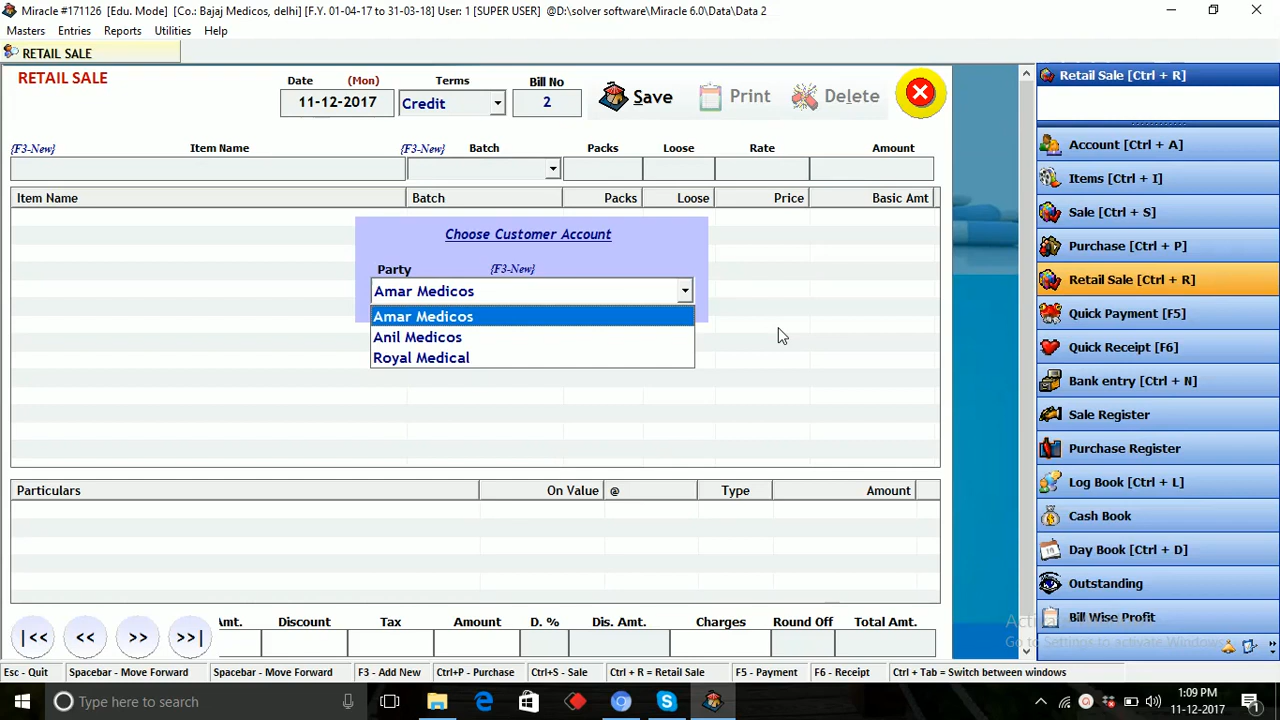 Miracle #171126 [Edu. Mode] [Co.: Bajaj Medicos, delhi] [F.Y. 01-04-17 to 31-03-18] User: 1 [SUPER USER] @D:\solver software\Miracle 6.0\Data\Data 2
Masters Entries Reports Utilities Help
RETAIL SALE
RETAIL SALE
Date (Mon) Terms Bill No
11-12-2017 Credit 2 Save Print Delete
{F3-New} Item Name {F3-New} Batch Packs Loose Rate Amount
Item Name Batch Packs Loose Price Basic Amt
Choose Customer Account
Party {F3-New}
Amar Medicos
Amar Medicos
Anil Medicos
Royal Medical
Particulars On Value @ Type Amount
|<< << >> >>| Amt. Discount Tax Amount D. % Dis. Amt. Charges Round Off Total Amt.
Retail Sale [Ctrl + R]
Account [Ctrl + A]
Items [Ctrl + I]
Sale [Ctrl + S]
Purchase [Ctrl + P]
Retail Sale [Ctrl + R]
Quick Payment [F5]
Quick Receipt [F6]
Bank entry [Ctrl + N]
Sale Register
Purchase Register
Log Book [Ctrl + L]
Cash Book
Day Book [Ctrl + D]
Outstanding
Bill Wise Profit
Activate Windows
Go to Settings to activate Windows.
Esc - Quit Spacebar - Move Forward Spacebar - Move Forward F3 - Add New Ctrl+P - Purchase Ctrl+S - Sale Ctrl + R = Retail Sale F5 - Payment F6 - Receipt Ctrl + Tab = Switch between windows
Type here to search
1:09 PM
11-12-2017